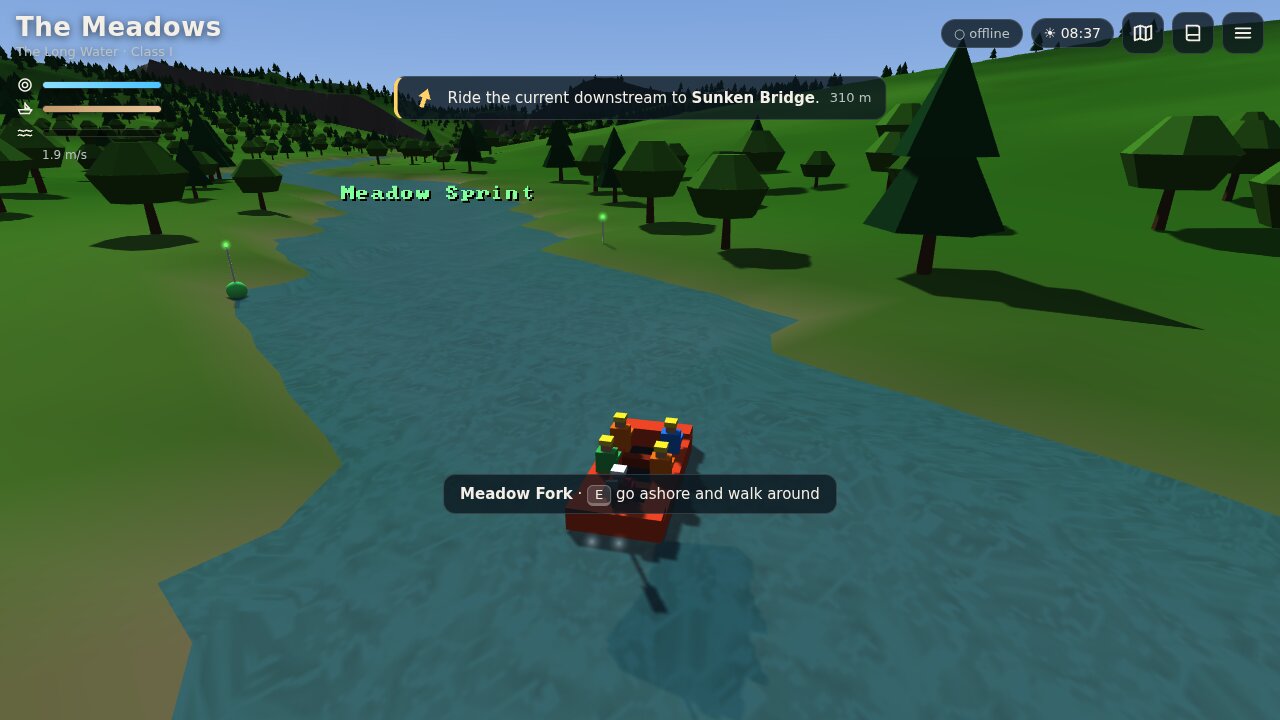 The Meadows
The Long Water · Class I
offline
08:37
Ride the current downstream to Sunken Bridge. 310 m
1.9 m/s
Meadow Sprint
Meadow Fork · E go ashore and walk around